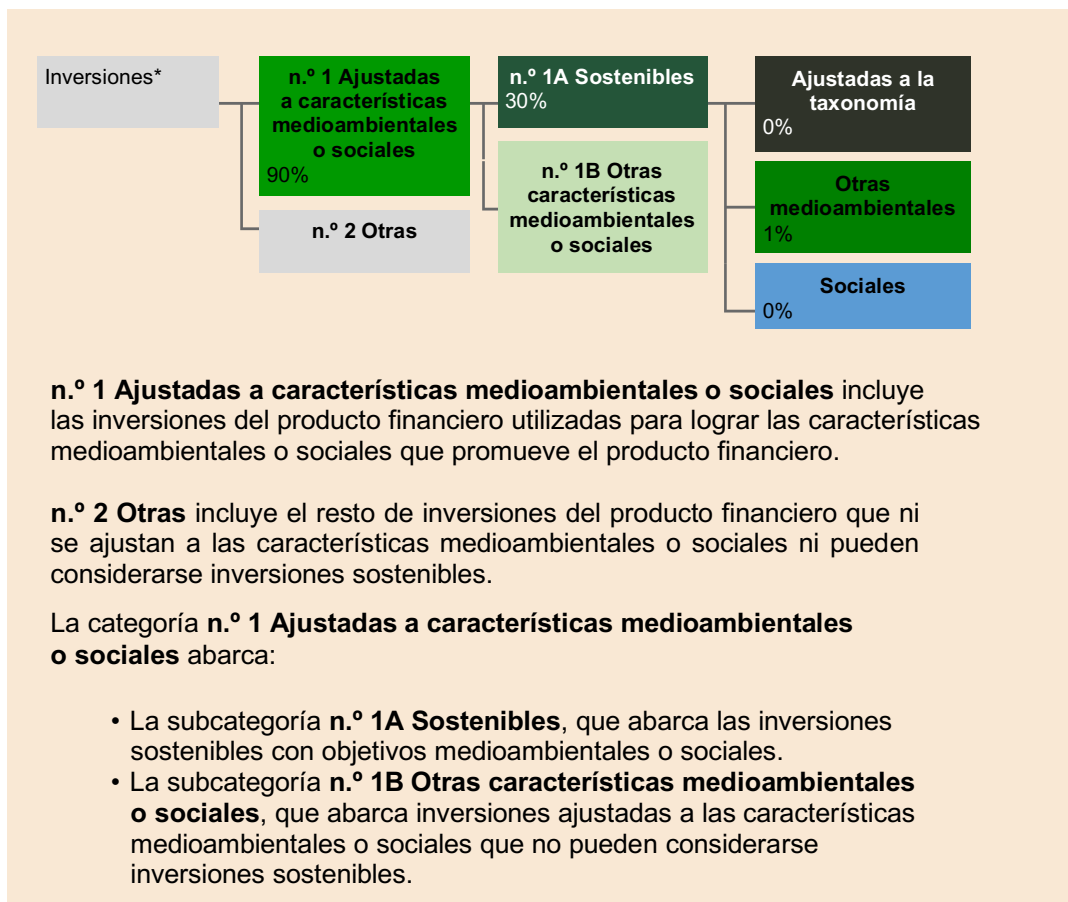 Inversiones*
n.º 1 Ajustadas
a características
medioambientales
o sociales
90%
n.º 2 Otras
n.º 1A Sostenibles
30%
n.º 1B Otras
características
medioambientales
o sociales
Ajustadas a la
taxonomía
0%
Otras
medioambientales
1%
Sociales
0%
n.º 1 Ajustadas a características medioambientales o sociales incluye
las inversiones del producto financiero utilizadas para lograr las características
medioambientales o sociales que promueve el producto financiero.
n.º 2 Otras incluye el resto de inversiones del producto financiero que ni
se ajustan a las características medioambientales o sociales ni pueden
considerarse inversiones sostenibles.
La categoría n.º 1 Ajustadas a características medioambientales
o sociales abarca:
• La subcategoría n.º 1A Sostenibles, que abarca las inversiones
sostenibles con objetivos medioambientales o sociales.
• La subcategoría n.º 1B Otras características medioambientales
o sociales, que abarca inversiones ajustadas a las características
medioambientales o sociales que no pueden considerarse
inversiones sostenibles.